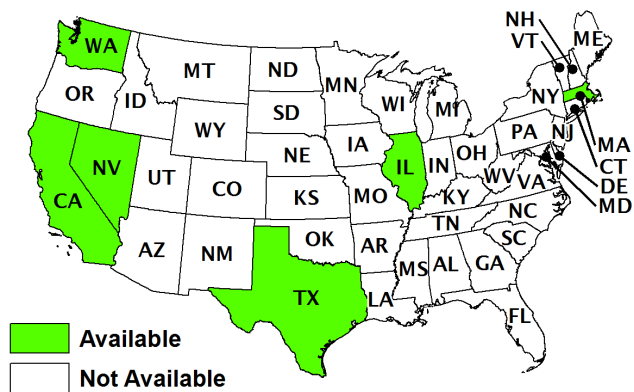 NH
VT
ME
WA
MT
ND
MN
OR
ID
WI
MI
NY
SD
WY
IA
PA
NJ
NE
OH
MA
NV
IL
IN
CT
UT
CO
WV
VA
DE
CA
KS
MO
KY
MD
NC
TN
OK
AR
SC
AZ
NM
MS
AL
GA
TX
LA
FL
Available
Not Available